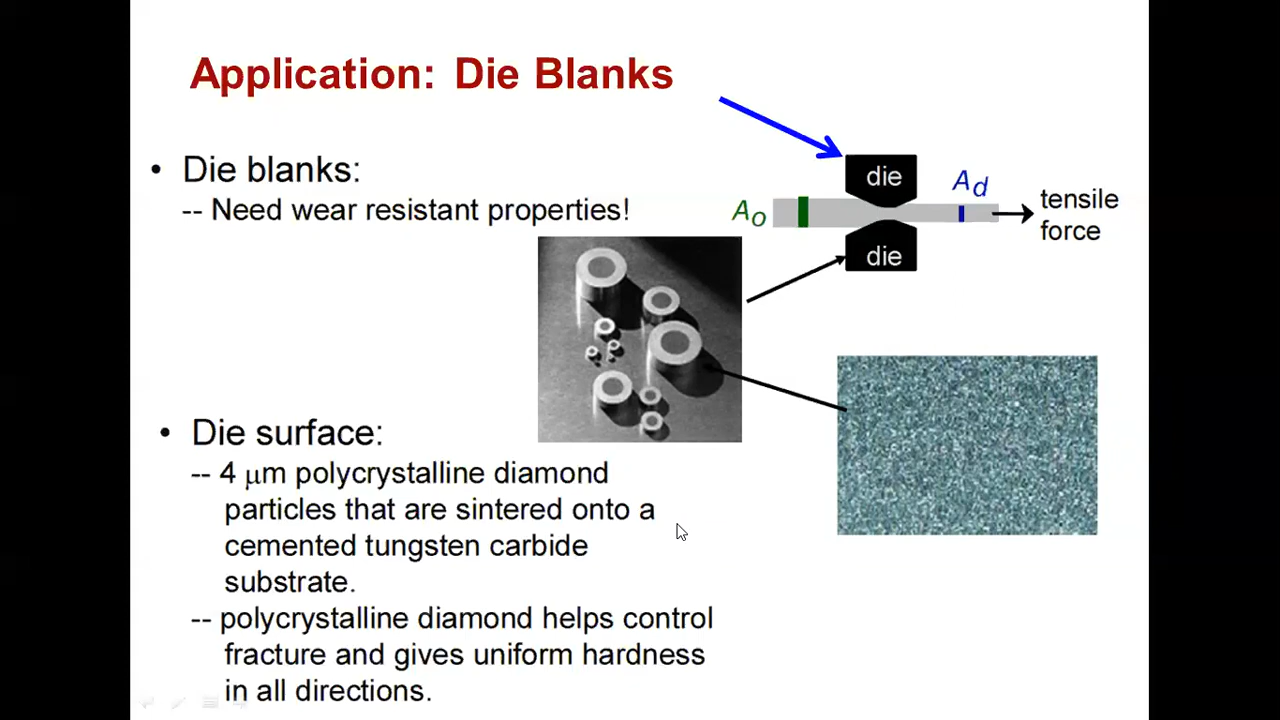 Application: Die Blanks
• Die blanks:
-- Need wear resistant properties!
die
Ao
Ad
tensile
force
die
• Die surface:
-- 4 μm polycrystalline diamond
particles that are sintered onto a
cemented tungsten carbide
substrate.
-- polycrystalline diamond helps control
fracture and gives uniform hardness
in all directions.